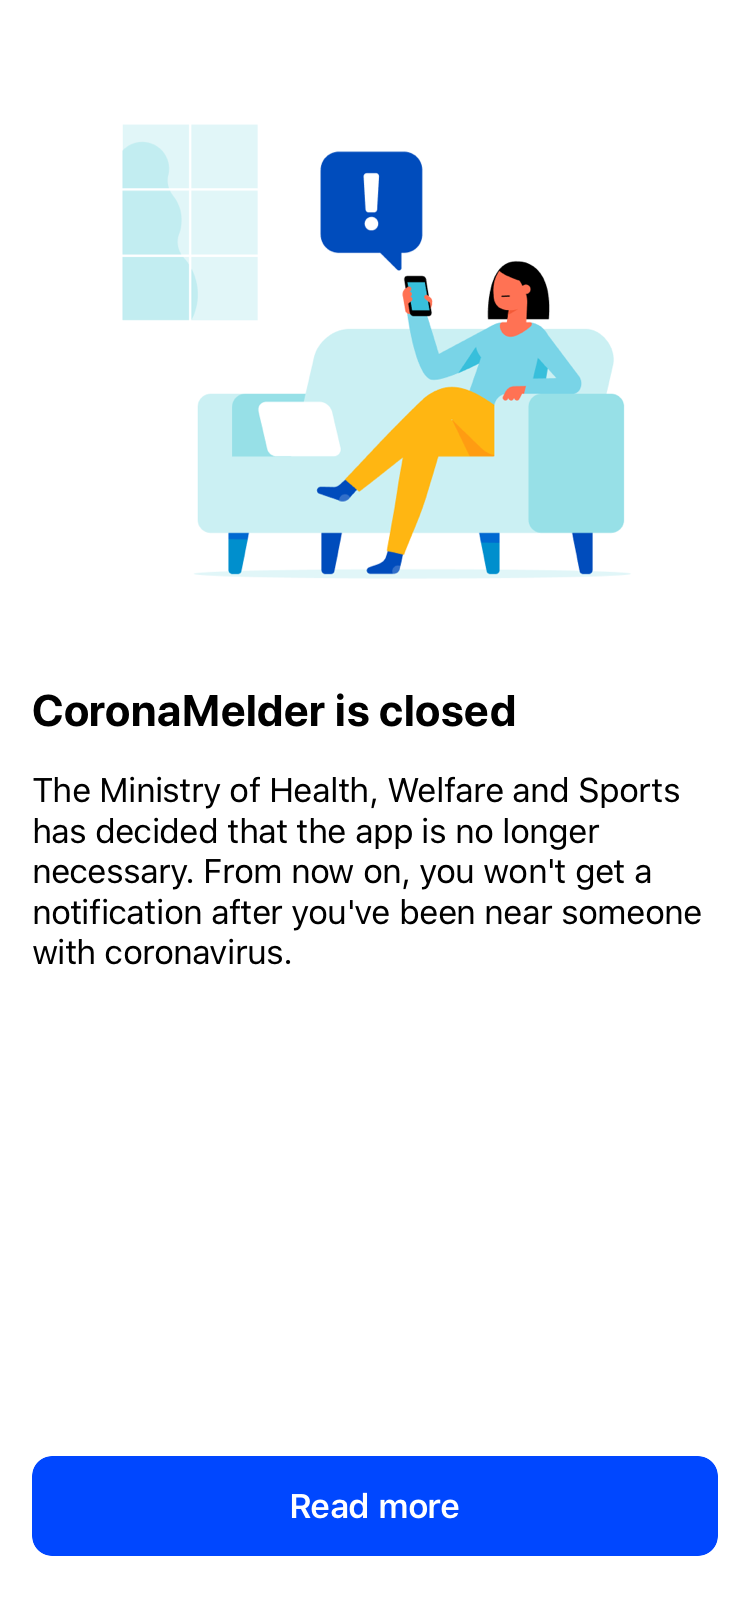 !
CoronaMelder is closed
The Ministry of Health, Welfare and Sports
has decided that the app is no longer
necessary. From now on, you won't get a
notification after you've been near someone
with coronavirus.
Read more